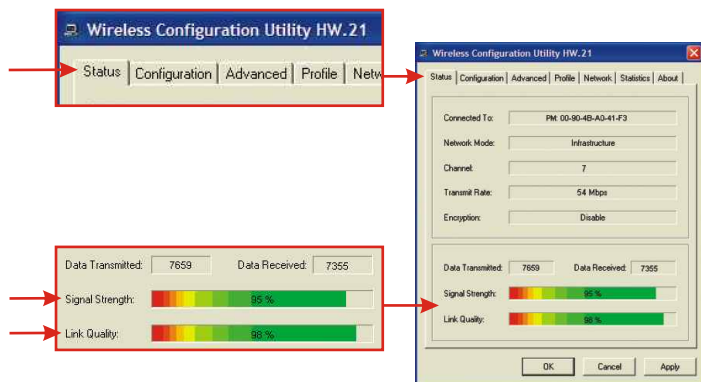 Wireless Configuration Utility HW.21
Status Configuration Advanced Profile Netw
Data Transmitted: 7659 Data Received: 7355
Signal Strength: 95 %
Link Quality: 98 %
Wireless Configuration Utility HW.21
Status Configuration Advanced Profile Network Statistics About
Connected To: PM: 00-90-4B-A0-41-F3
Network Mode: Infrastructure
Channel: 7
Transmit Rate: 54 Mbps
Encryption: Disable
Data Transmitted: 7659 Data Received: 7355
Signal Strength: 95 %
Link Quality: 98 %
OK Cancel Apply